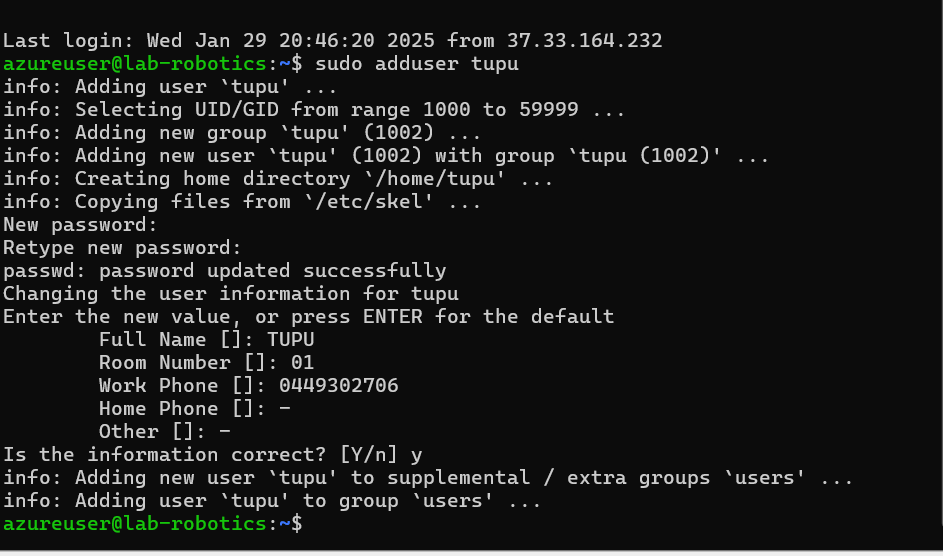 Last login: Wed Jan 29 20:46:20 2025 from 37.33.164.232
azureuser@lab-robotics:~$ sudo adduser tupu
info: Adding user `tupu' ...
info: Selecting UID/GID from range 1000 to 59999 ...
info: Adding new group `tupu' (1002) ...
info: Adding new user `tupu' (1002) with group `tupu (1002)' ...
info: Creating home directory `/home/tupu' ...
info: Copying files from `/etc/skel' ...
New password:
Retype new password:
passwd: password updated successfully
Changing the user information for tupu
Enter the new value, or press ENTER for the default
        Full Name []: TUPU
        Room Number []: 01
        Work Phone []: 0449302706
        Home Phone []: -
        Other []: -
Is the information correct? [Y/n] y
info: Adding new user `tupu' to supplemental / extra groups `users' ...
info: Adding user `tupu' to group `users' ...
azureuser@lab-robotics:~$